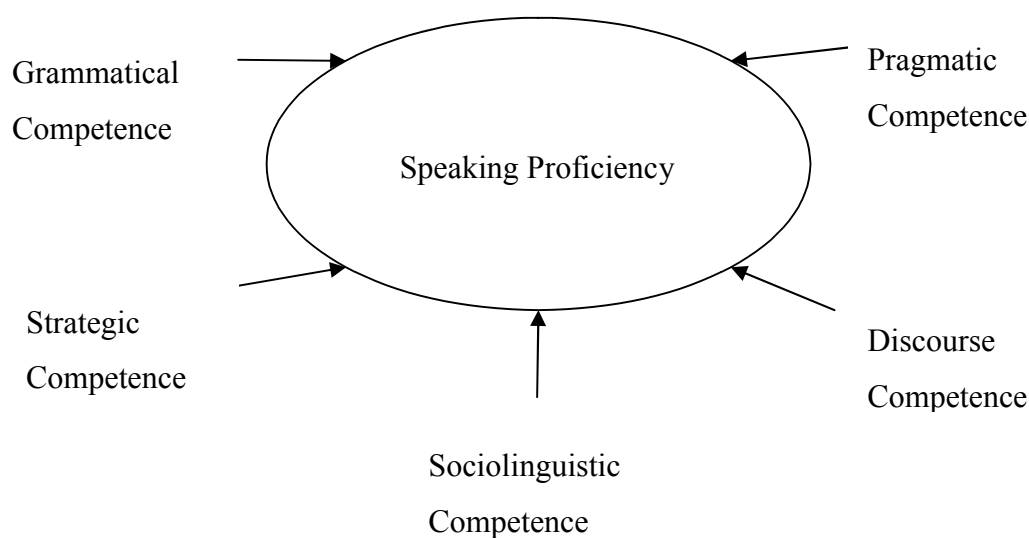 Grammatical
Competence
Pragmatic
Competence
Speaking Proficiency
Strategic
Competence
Discourse
Competence
Sociolinguistic
Competence